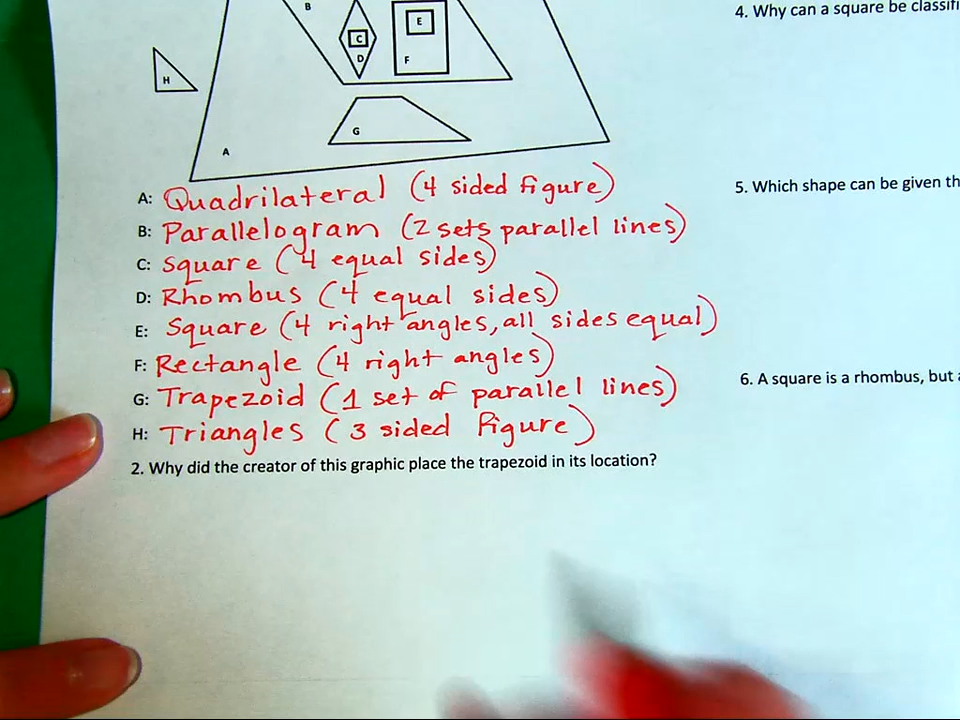 B
C
E
D
F
H
G
A
4. Why can a square be classifi
A: Quadrilateral (4 sided figure)
5. Which shape can be given th
B: Parallelogram (2 sets parallel lines)
C: Square (4 equal sides)
D: Rhombus (4 equal sides)
E: Square (4 right angles, all sides equal)
F: Rectangle (4 right angles)
6. A square is a rhombus, but
G: Trapezoid (1 set of parallel lines)
H: Triangles (3 sided figure)
2. Why did the creator of this graphic place the trapezoid in its location?